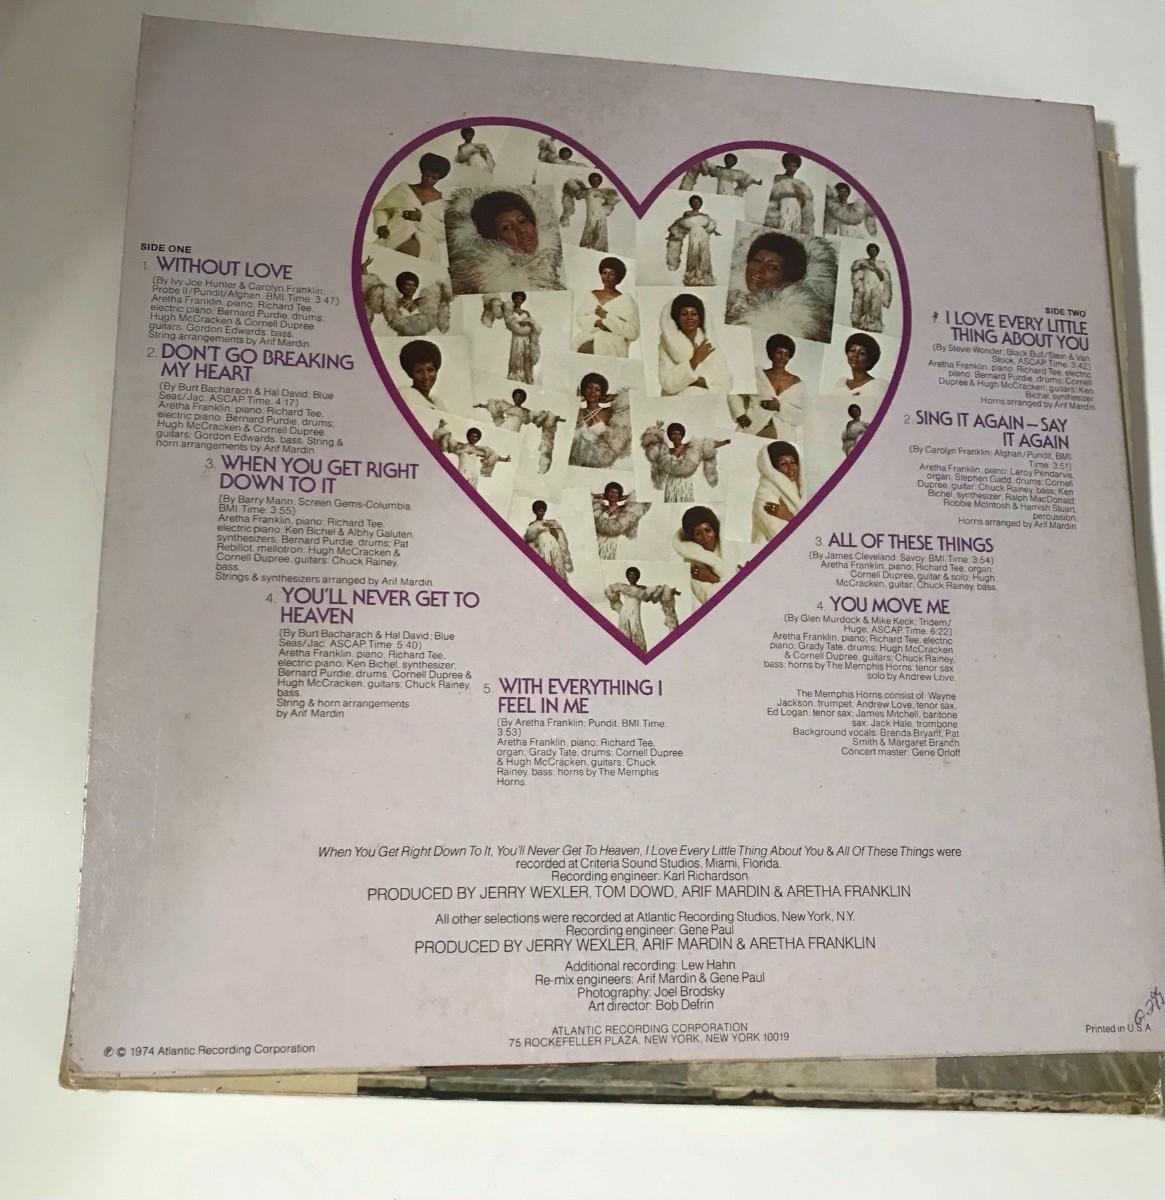 SIDE ONE
1. WITHOUT LOVE
(By Ivy Joe Hunter & Carolyn Franklin;
Probe II/Pundit/Afghan, BMI. Time: 3:47)
Aretha Franklin, piano; Richard Tee,
electric piano; Bernard Purdie, drums;
Hugh McCracken & Cornell Dupree,
guitars; Gordon Edwards, bass.
String arrangements by Arif Mardin.
2. DON'T GO BREAKING
MY HEART
(By Burt Bacharach & Hal David; Blue
Seas/Jac, ASCAP. Time: 4:17)
Aretha Franklin, piano; Richard Tee,
electric piano; Bernard Purdie, drums;
Hugh McCracken & Cornell Dupree,
guitars; Gordon Edwards, bass. String &
horn arrangements by Arif Mardin
3. WHEN YOU GET RIGHT
DOWN TO IT
(By Barry Mann; Screen Gems-Columbia,
BMI. Time: 3:55)
Aretha Franklin, piano; Richard Tee,
electric piano; Ken Bichel & Albhy Galuten,
synthesizers; Bernard Purdie, drums; Pat
Rebillot, mellotron; Hugh McCracken &
Cornell Dupree, guitars; Chuck Rainey,
bass.
Strings & synthesizers arranged by Arif Mardin.
4. YOU'LL NEVER GET TO
HEAVEN
(By Burt Bacharach & Hal David; Blue
Seas/Jac, ASCAP. Time: 5:40)
Aretha Franklin, piano; Richard Tee,
electric piano; Ken Bichel, synthesizer;
Bernard Purdie, drums; Cornell Dupree &
Hugh McCracken, guitars; Chuck Rainey,
bass.
String & horn arrangements
by Arif Mardin
5. WITH EVERYTHING I
FEEL IN ME
(By Aretha Franklin; Pundit, BMI. Time:
3:53)
Aretha Franklin, piano; Richard Tee,
organ; Grady Tate, drums; Cornell Dupree
& Hugh McCracken, guitars; Chuck
Rainey, bass; horns by The Memphis
Horns.
SIDE TWO
1. I LOVE EVERY LITTLE
THING ABOUT YOU
(By Stevie Wonder; Black Bull/Stein & Van
Stock, ASCAP. Time: 3:42)
Aretha Franklin, piano; Richard Tee, electric
piano; Bernard Purdie, drums; Cornell
Dupree & Hugh McCracken, guitars; Ken
Bichel, synthesizer
Horns arranged by Arif Mardin
2. SING IT AGAIN – SAY
IT AGAIN
(By Carolyn Franklin; Afghan/Pundit, BMI.
Time: 3:51)
Aretha Franklin, piano; Leroy Pendarvis,
organ; Stephen Gadd, drums; Cornell
Dupree, guitar; Chuck Rainey, bass; Ken
Bichel, synthesizer; Ralph MacDonald,
Robbie McIntosh & Hamish Stuart,
percussion.
Horns arranged by Arif Mardin
3. ALL OF THESE THINGS
(By James Cleveland; Savoy, BMI. Time: 3:54)
Aretha Franklin, piano; Richard Tee, organ;
Cornell Dupree, guitar & solo; Hugh
McCracken, guitar; Chuck Rainey, bass.
4. YOU MOVE ME
(By Glen Murdock & Mike Keck; Tridem/
Huge, ASCAP. Time: 6:22)
Aretha Franklin, piano; Richard Tee, electric
piano; Grady Tate, drums; Hugh McCracken
& Cornell Dupree, guitars; Chuck Rainey,
bass; horns by The Memphis Horns; tenor sax
solo by Andrew Love.
The Memphis Horns consist of: Wayne
Jackson, trumpet; Andrew Love, tenor sax;
Ed Logan, tenor sax; James Mitchell, baritone
sax; Jack Hale, trombone
Background vocals: Brenda Bryant, Pat
Smith & Margaret Branch
Concert master: Gene Orloff
When You Get Right Down To It, You'll Never Get To Heaven, I Love Every Little Thing About You & All Of These Things were
recorded at Criteria Sound Studios, Miami, Florida.
Recording engineer: Karl Richardson
PRODUCED BY JERRY WEXLER, TOM DOWD, ARIF MARDIN & ARETHA FRANKLIN
All other selections were recorded at Atlantic Recording Studios, New York, N.Y.
Recording engineer: Gene Paul
PRODUCED BY JERRY WEXLER, ARIF MARDIN & ARETHA FRANKLIN
Additional recording: Lew Hahn
Re-mix engineers: Arif Mardin & Gene Paul
Photography: Joel Brodsky
Art director: Bob Defrin
ATLANTIC RECORDING CORPORATION
75 ROCKEFELLER PLAZA, NEW YORK, NEW YORK 10019
℗ © 1974 Atlantic Recording Corporation
Printed in U.S.A.